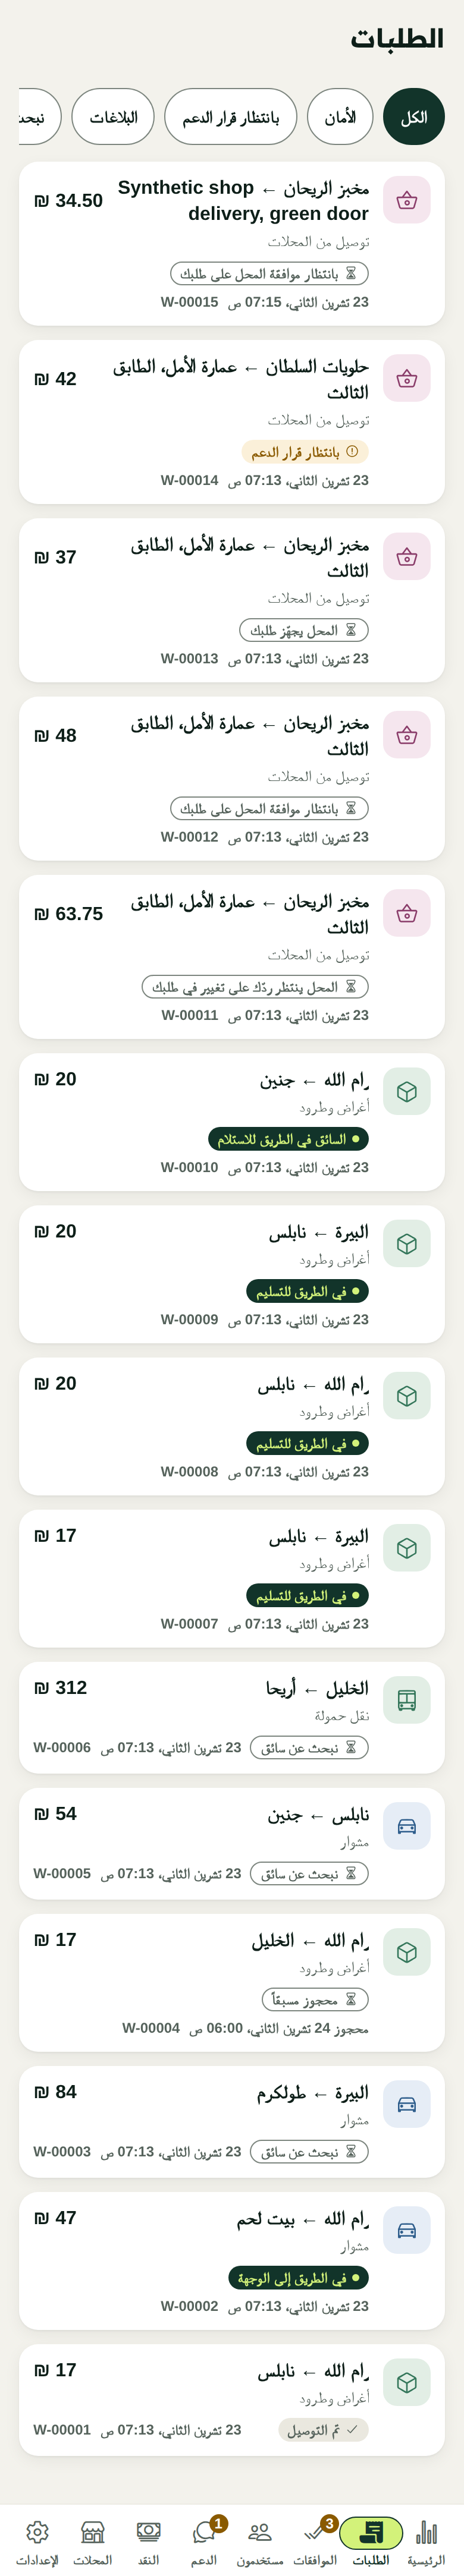 الطلبات
الكل
الأمان
بانتظار قرار الدعم
البلاغات
نبحث
مخبز الريحان ← Synthetic shop
delivery, green door
34.50 ₪
توصيل من المحلات
بانتظار موافقة المحل على طلبك
23 تشرين الثاني، 07:15 ص W-00015
حلويات السلطان ← عمارة الأمل، الطابق
الثالث
42 ₪
توصيل من المحلات
بانتظار قرار الدعم
23 تشرين الثاني، 07:13 ص W-00014
مخبز الريحان ← عمارة الأمل، الطابق
الثالث
37 ₪
توصيل من المحلات
المحل يجهّز طلبك
23 تشرين الثاني، 07:13 ص W-00013
مخبز الريحان ← عمارة الأمل، الطابق
الثالث
48 ₪
توصيل من المحلات
بانتظار موافقة المحل على طلبك
23 تشرين الثاني، 07:13 ص W-00012
مخبز الريحان ← عمارة الأمل، الطابق
الثالث
63.75 ₪
توصيل من المحلات
المحل ينتظر ردّك على تغيير في طلبك
23 تشرين الثاني، 07:13 ص W-00011
رام الله ← جنين
20 ₪
أغراض وطرود
السائق في الطريق للاستلام
23 تشرين الثاني، 07:13 ص W-00010
البيرة ← نابلس
20 ₪
أغراض وطرود
في الطريق للتسليم
23 تشرين الثاني، 07:13 ص W-00009
رام الله ← نابلس
20 ₪
أغراض وطرود
في الطريق للتسليم
23 تشرين الثاني، 07:13 ص W-00008
البيرة ← نابلس
17 ₪
أغراض وطرود
في الطريق للتسليم
23 تشرين الثاني، 07:13 ص W-00007
الخليل ← أريحا
312 ₪
نقل حمولة
نبحث عن سائق 23 تشرين الثاني، 07:13 ص W-00006
نابلس ← جنين
54 ₪
مشوار
نبحث عن سائق 23 تشرين الثاني، 07:13 ص W-00005
رام الله ← الخليل
17 ₪
أغراض وطرود
محجوز مسبقاً
محجوز 24 تشرين الثاني، 06:00 ص W-00004
البيرة ← طولكرم
84 ₪
مشوار
نبحث عن سائق 23 تشرين الثاني، 07:13 ص W-00003
رام الله ← بيت لحم
47 ₪
مشوار
في الطريق إلى الوجهة
23 تشرين الثاني، 07:13 ص W-00002
رام الله ← نابلس
17 ₪
أغراض وطرود
تم التوصيل 23 تشرين الثاني، 07:13 ص W-00001
الرئيسية
الطلبات
3
الموافقات
مستخدمون
1
الدعم
النقد
المحلات
الإعدادات